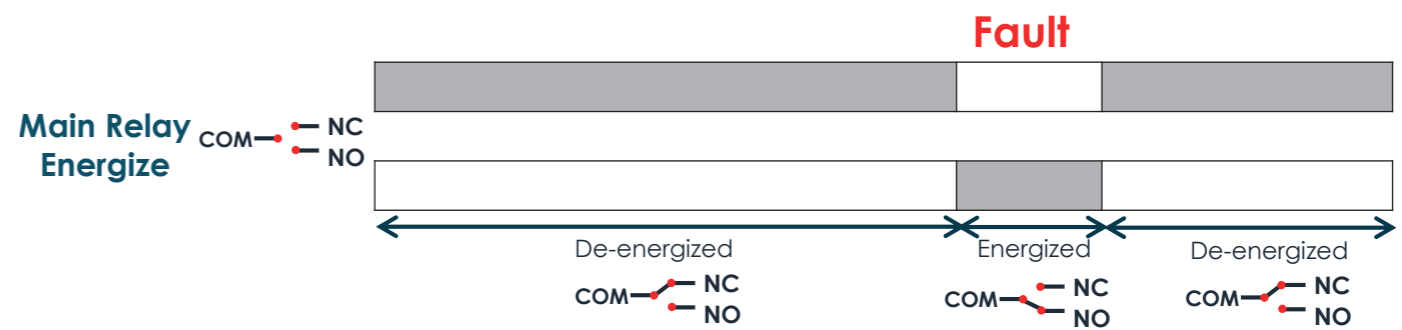 Fault
Main Relay
Energize
COM
NC
NO
De-energized
Energized
De-energized
COM
NC
NO
COM
NC
NO
COM
NC
NO